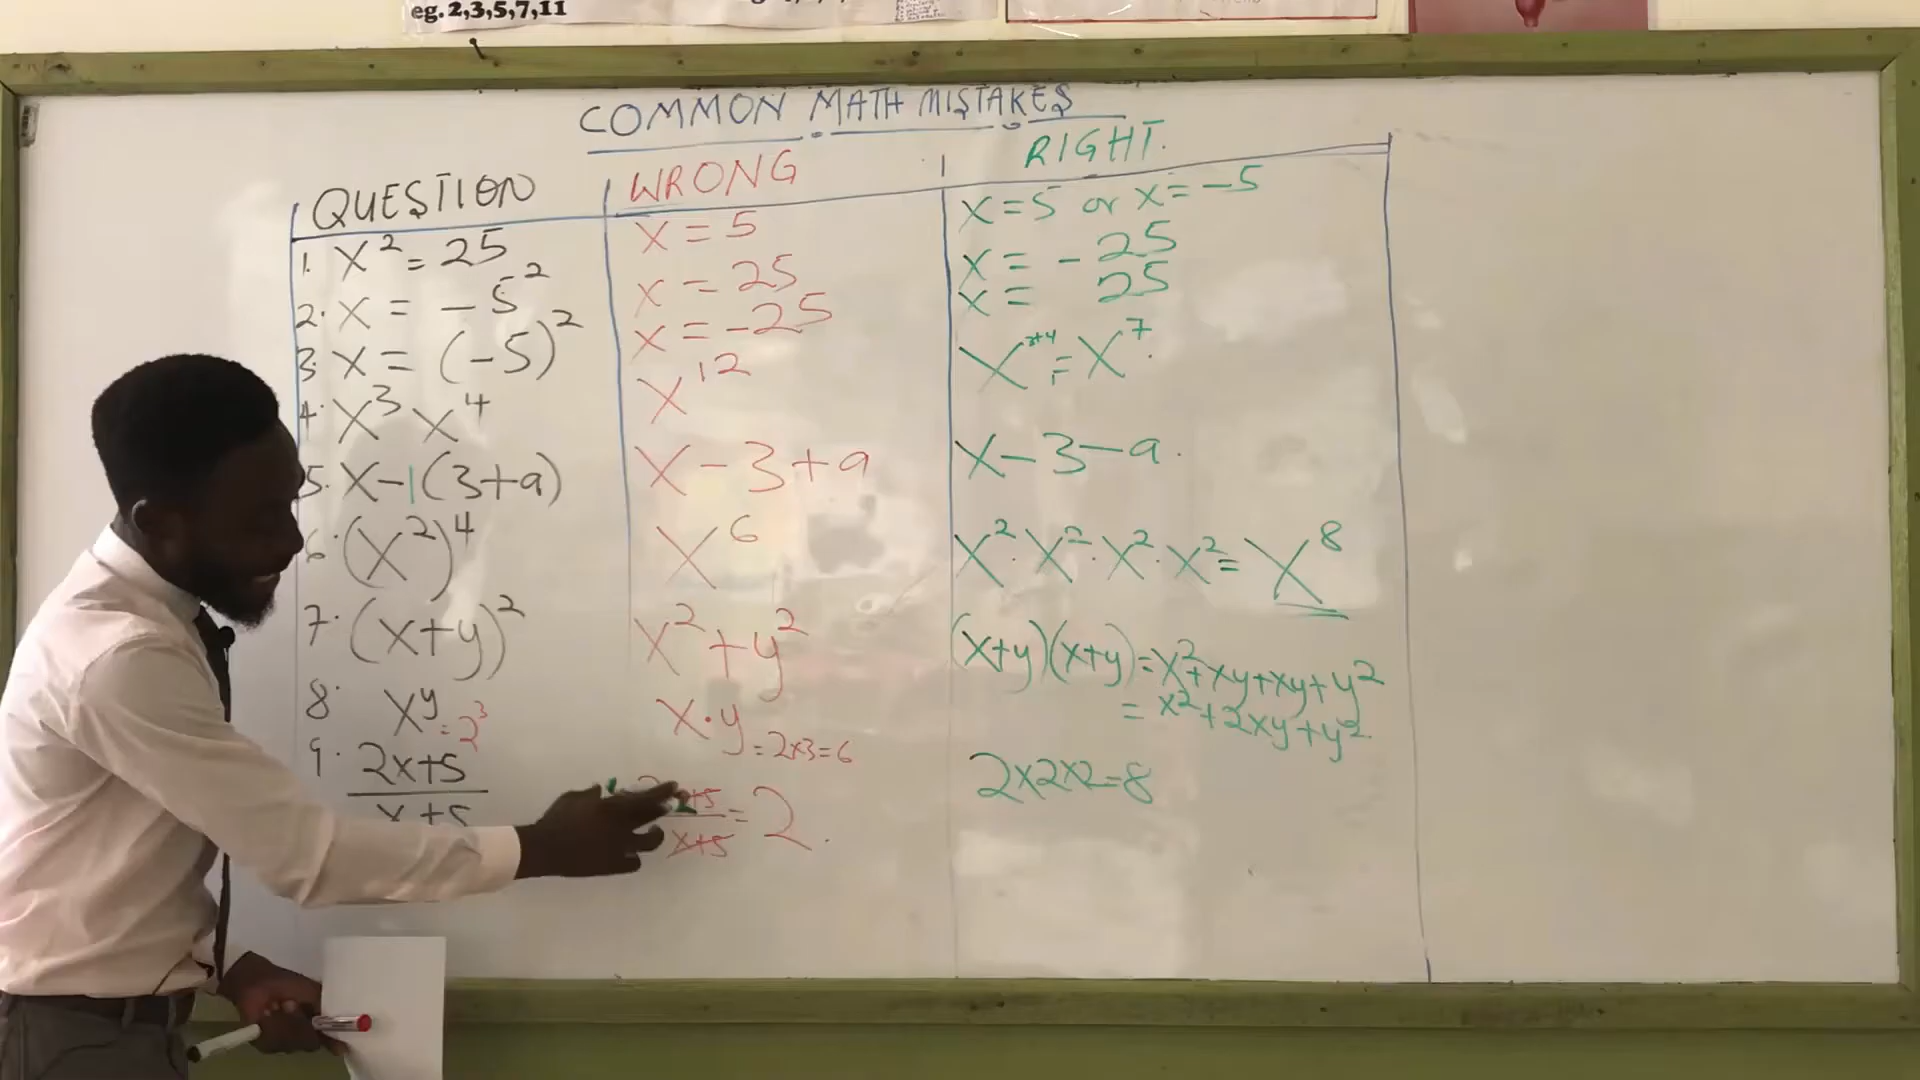 eg. 2,3,5,7,11
COMMON MATH MISTAKES
QUESTION WRONG RIGHT.
1. x² = 25 x = 5 x = 5 or x = -5
2. x = -5² x = 25 x = -25
3. x = (-5)² x = -25 x = 25
4. x³ x⁴ x¹² x³⁺⁴ = x⁷
5. x-1(3+a) x-3+a x-3-a.
6. (x²)⁴ x⁶ x²·x²·x²·x² = x⁸
7. (x+y)² x²+y² (x+y)(x+y) = x²+xy+xy+y²
= x²+2xy+y²
8. xʸ = 2³ x·y = 2x3=6 2x2x2=8
9. 2x+5 +5 = 2.
x+5 x+5